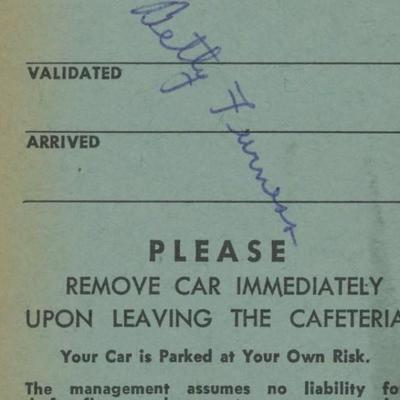 Betty Furness
VALIDATED
ARRIVED
PLEASE
REMOVE CAR IMMEDIATELY
UPON LEAVING THE CAFETERIA
Your Car is Parked at Your Own Risk.
The management assumes no liability fo